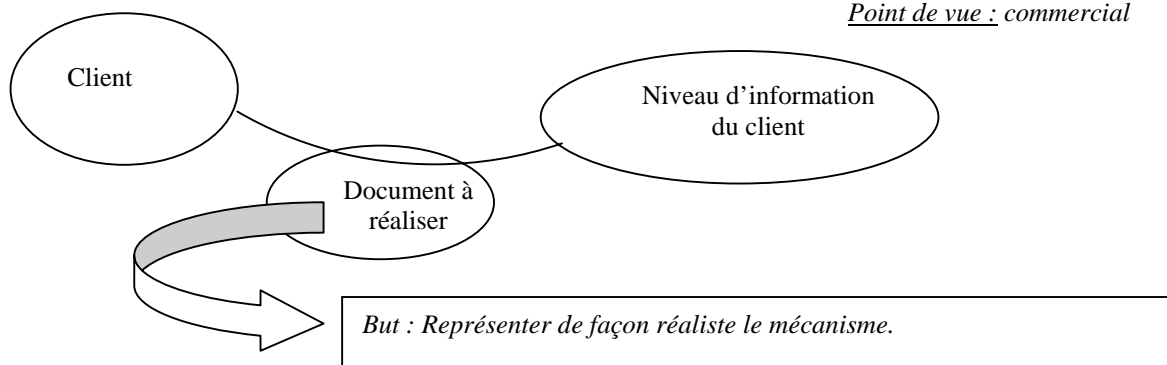 Point de vue : commercial
Client
Niveau d’information
du client
Document à
réaliser
But : Représenter de façon réaliste le mécanisme.